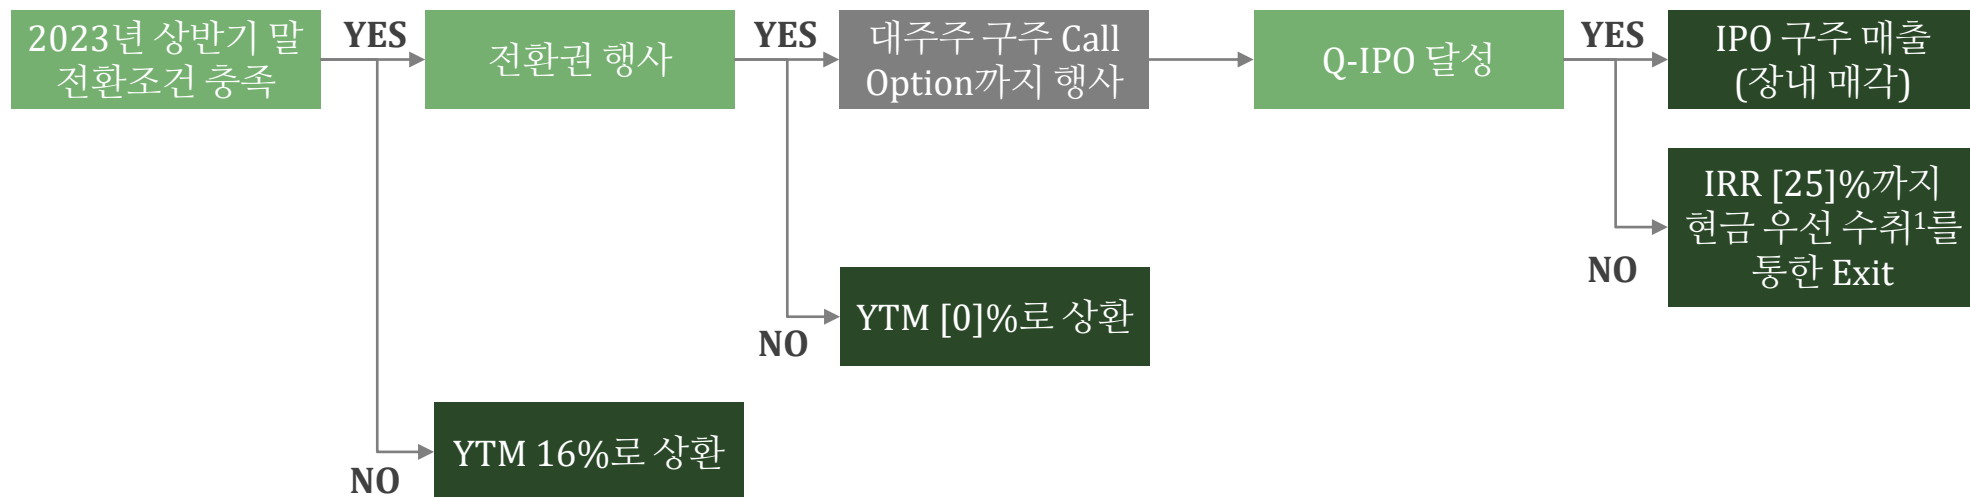 2023년 상반기 말
전환조건 충족
YES
전환권 행사
YES
대주주 구주 Call
Option까지 행사
Q-IPO 달성
YES
IPO 구주 매출
(장내 매각)
IRR [25]%까지
현금 우선 수취¹를
통한 Exit
NO
YTM [0]%로 상환
NO
YTM 16%로 상환
NO